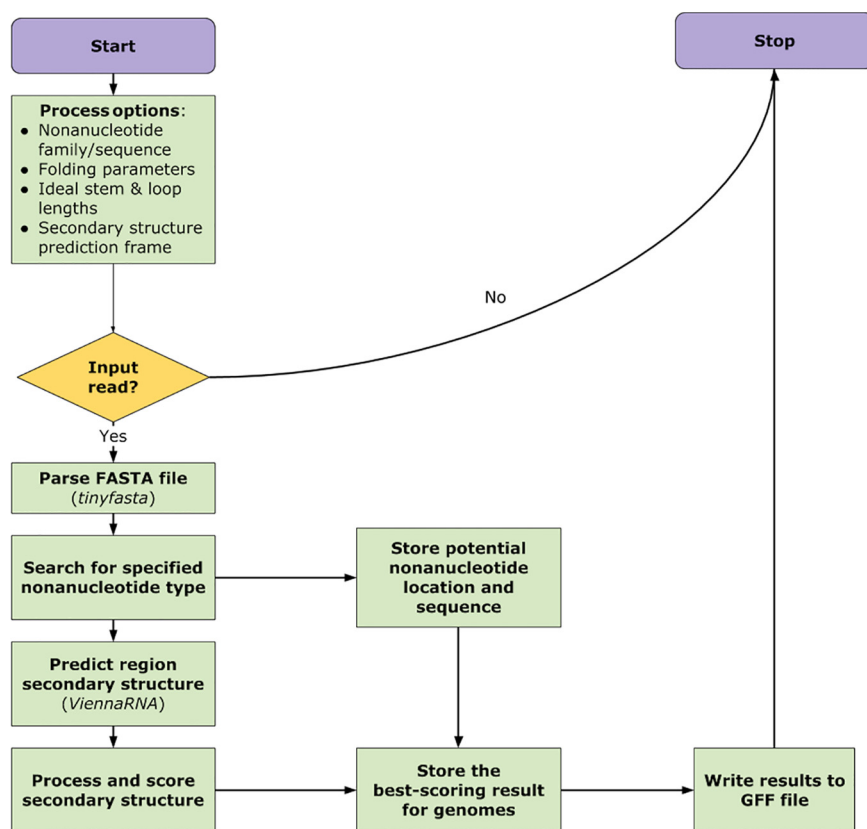 Start
Stop
Process options:
● Nonanucleotide
family/sequence
● Folding parameters
● Ideal stem & loop
lengths
● Secondary structure
prediction frame
No
Input
read?
Yes
Parse FASTA file
(tinyfasta)
Search for specified
nonanucleotide type
Store potential
nonanucleotide
location and
sequence
Predict region
secondary structure
(ViennaRNA)
Process and score
secondary structure
Store the
best-scoring result
for genomes
Write results to
GFF file